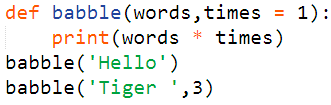 def babble(words,times = 1):
    print(words * times)
babble('Hello')
babble('Tiger ',3)